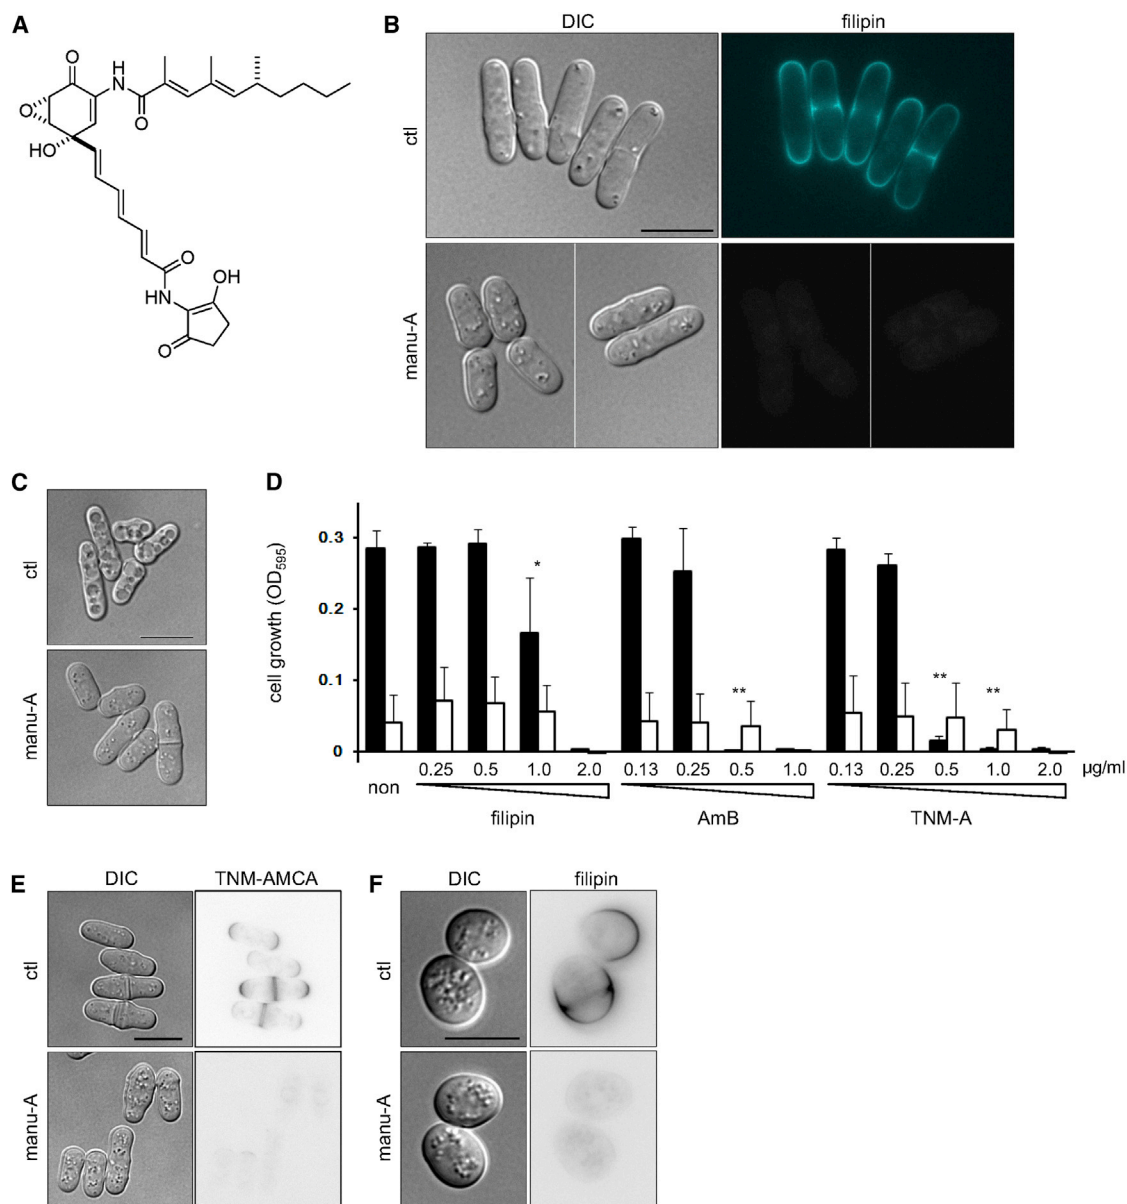 A
O
H
N
O
O
HO
O
HN
OH
O
B
DIC
filipin
ctl
manu-A
C
ctl
manu-A
D
cell growth (OD595)
0.3
0.2
0.1
0
*
**
**
**
non
0.25 0.5 1.0 2.0
0.13 0.25 0.5 1.0
0.13 0.25 0.5 1.0 2.0
µg/ml
filipin
AmB
TNM-A
E
DIC
TNM-AMCA
ctl
manu-A
F
DIC
filipin
ctl
manu-A